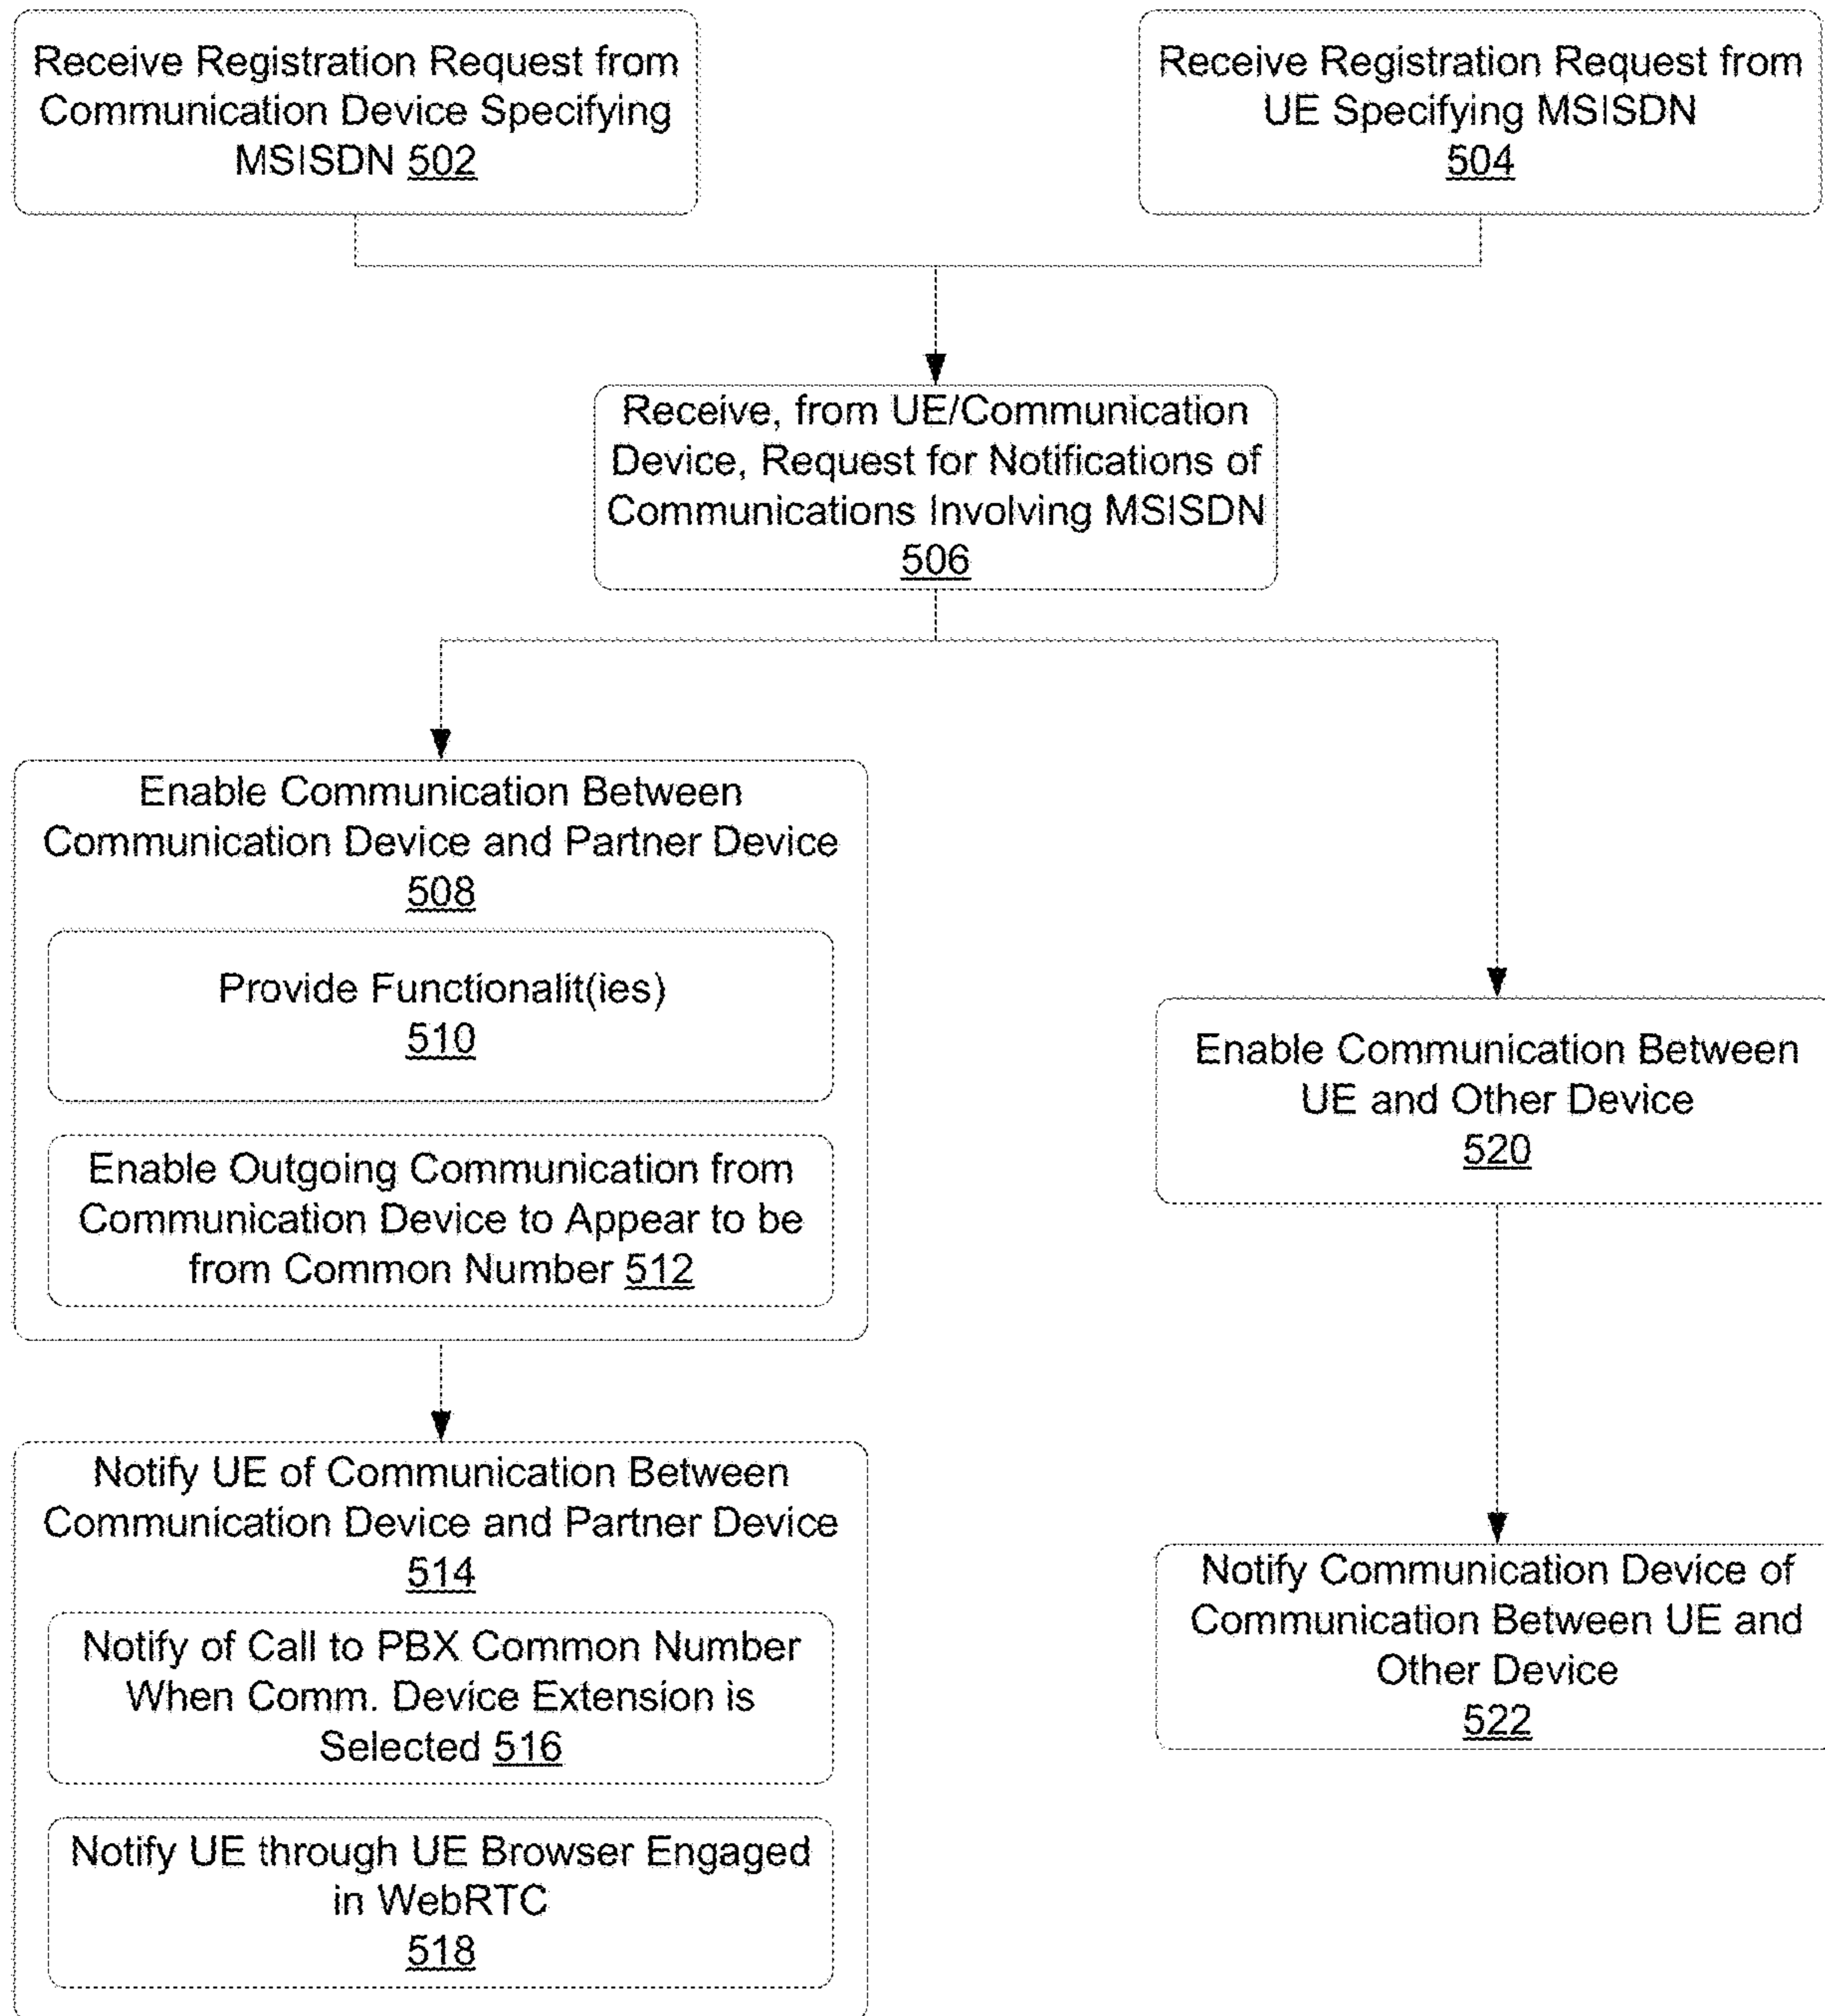 Receive Registration Request from
Communication Device Specifying
MSISDN 502
Receive Registration Request from
UE Specifying MSISDN
504
Receive, from UE/Communication
Device, Request for Notifications of
Communications Involving MSISDN
506
Enable Communication Between
Communication Device and Partner Device
508
Provide Functionalit(ies)
510
Enable Outgoing Communication from
Communication Device to Appear to be
from Common Number 512
Notify UE of Communication Between
Communication Device and Partner Device
514
Notify of Call to PBX Common Number
When Comm. Device Extension is
Selected 516
Notify UE through UE Browser Engaged
in WebRTC
518
Enable Communication Between
UE and Other Device
520
Notify Communication Device of
Communication Between UE and
Other Device
522